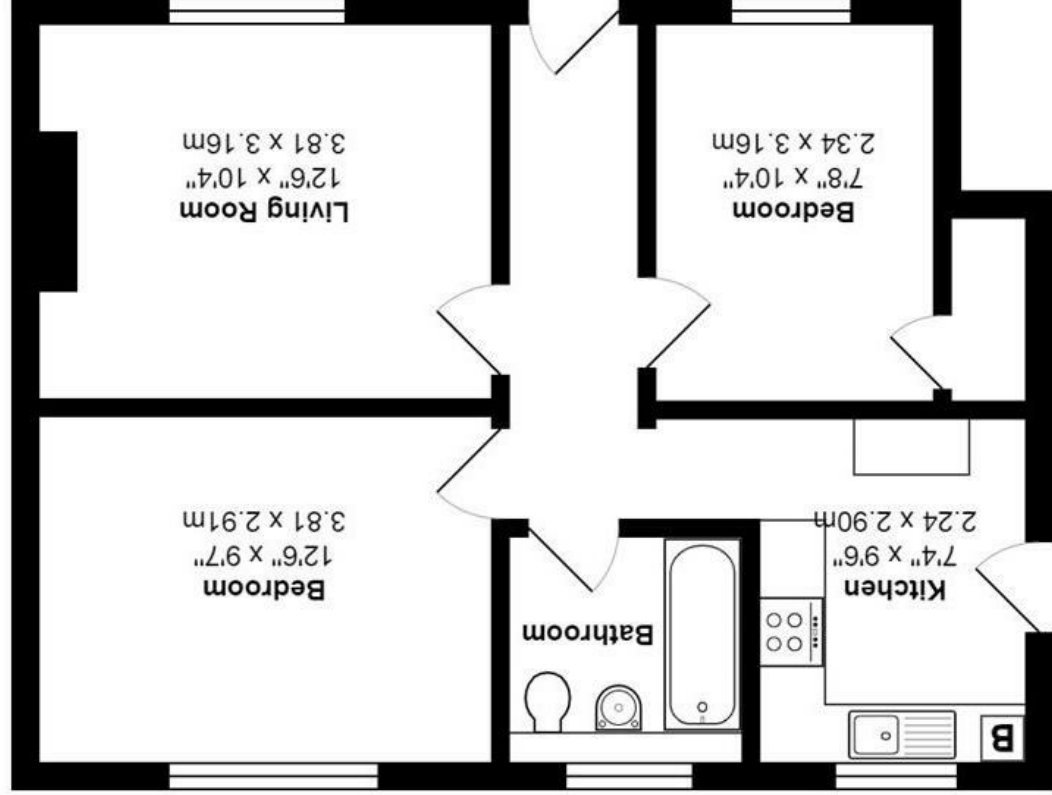 B
Kitchen
7'4" x 9'6"
2.24 x 2.90m
Bathroom
Bedroom
12'6" x 9'7"
3.81 x 2.91m
Bedroom
7'8" x 10'4"
2.34 x 3.16m
Living Room
12'6" x 10'4"
3.81 x 3.16m